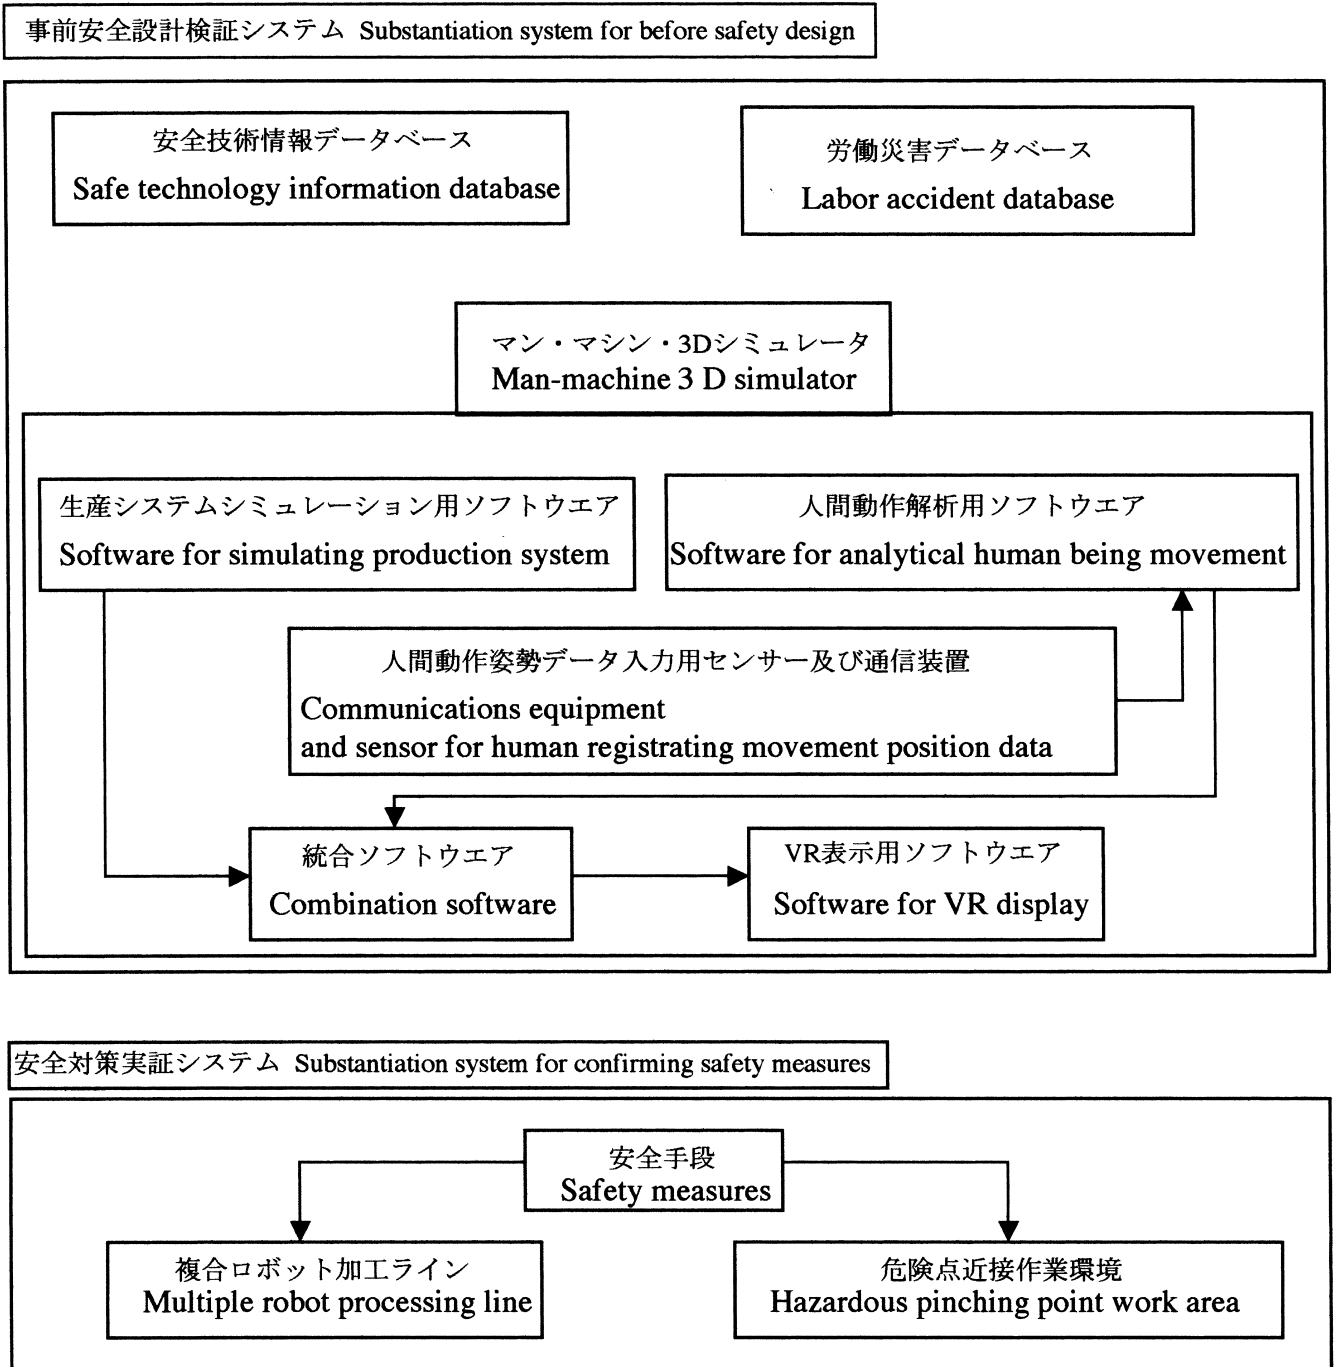 事前安全設計検証システム Substantiation system for before safety design
安全技術情報データベース
Safe technology information database
労働災害データベース
Labor accident database
マン・マシン・3Dシミュレータ
Man-machine 3 D simulator
生産システムシミュレーション用ソフトウエア
Software for simulating production system
人間動作解析用ソフトウエア
Software for analytical human being movement
人間動作姿勢データ入力用センサー及び通信装置
Communications equipment
and sensor for human registrating movement position data
統合ソフトウエア
Combination software
VR表示用ソフトウエア
Software for VR display
安全対策実証システム Substantiation system for confirming safety measures
安全手段
Safety measures
複合ロボット加工ライン
Multiple robot processing line
危険点近接作業環境
Hazardous pinching point work area